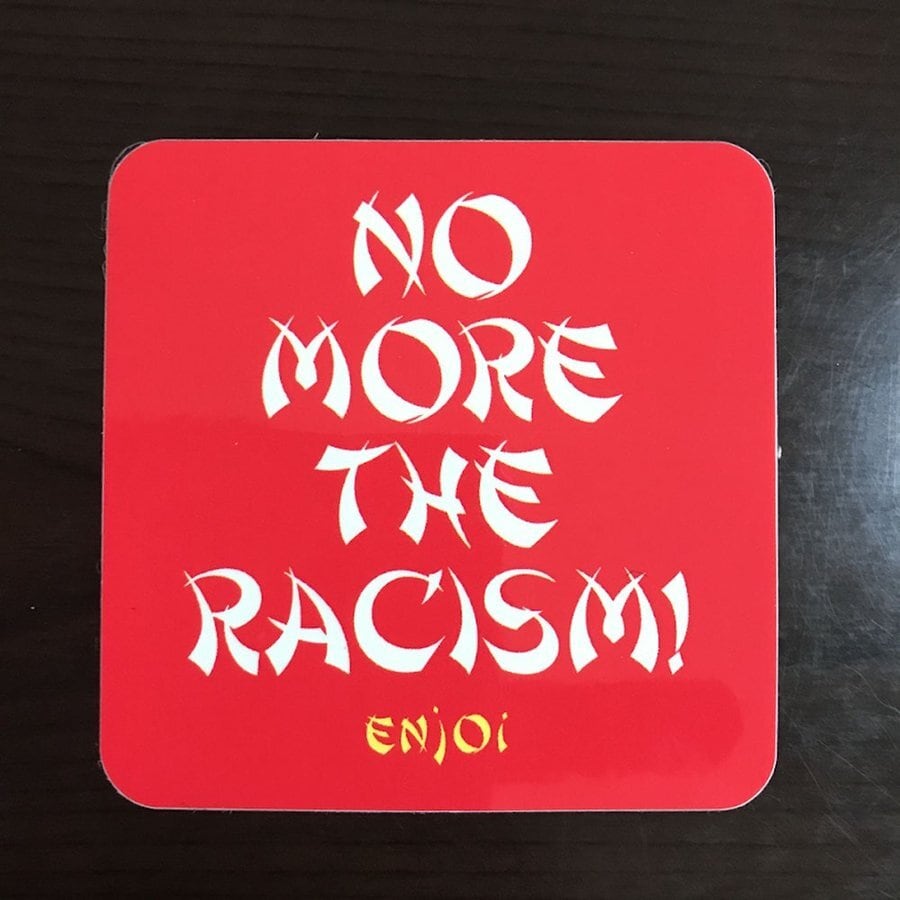 NO
MORE
THE
RACISM!
ENjOi